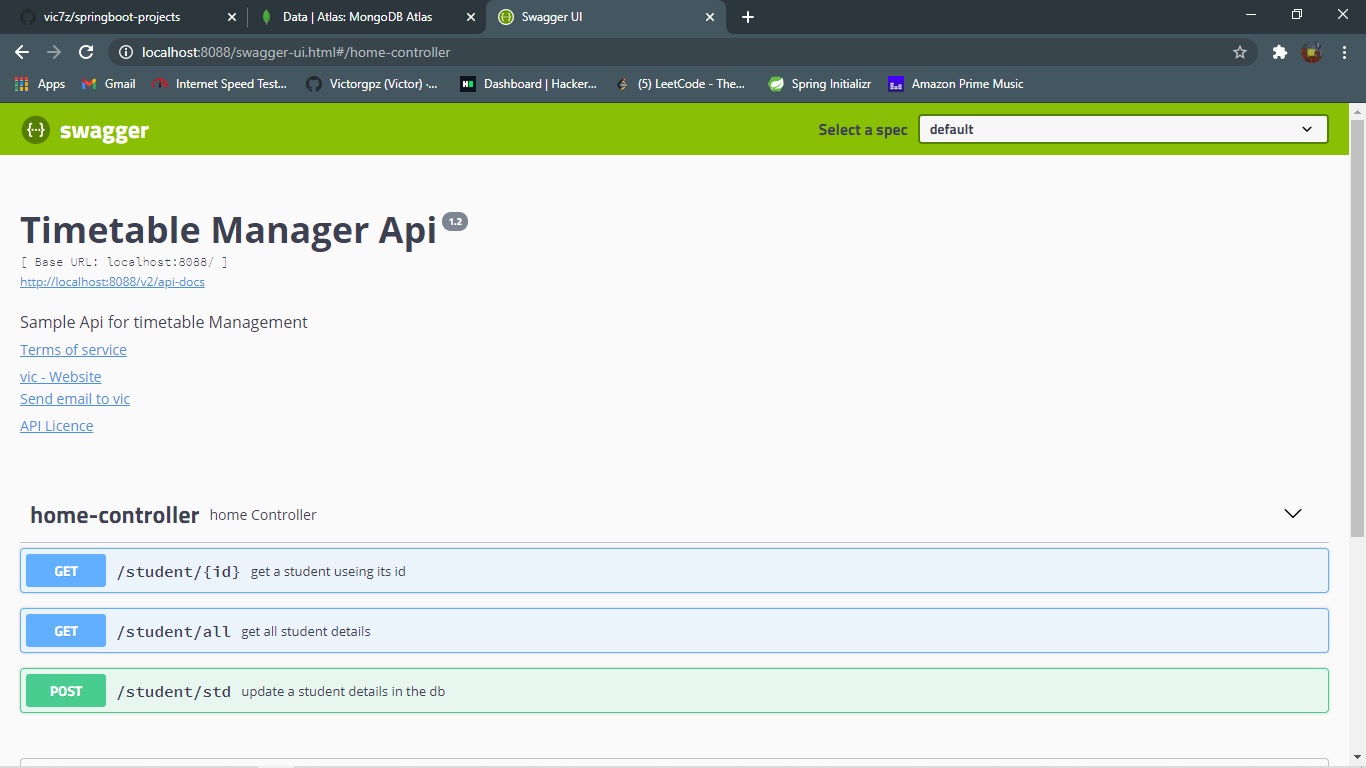 vic7z/springboot-projects
Data | Atlas: MongoDB Atlas
Swagger UI
localhost:8088/swagger-ui.html#/home-controller
Apps
Gmail
Internet Speed Test...
Victorgpz (Victor) ·...
Dashboard | Hacker...
(5) LeetCode - The...
Spring Initializr
Amazon Prime Music
{··} swagger
Select a spec
default
Timetable Manager Api 1.2
[ Base URL: localhost:8088/ ]
http://localhost:8088/v2/api-docs
Sample Api for timetable Management
Terms of service
vic - Website
Send email to vic
API Licence
home-controller home Controller
GET /student/{id} get a student useing its id
GET /student/all get all student details
POST /student/std update a student details in the db